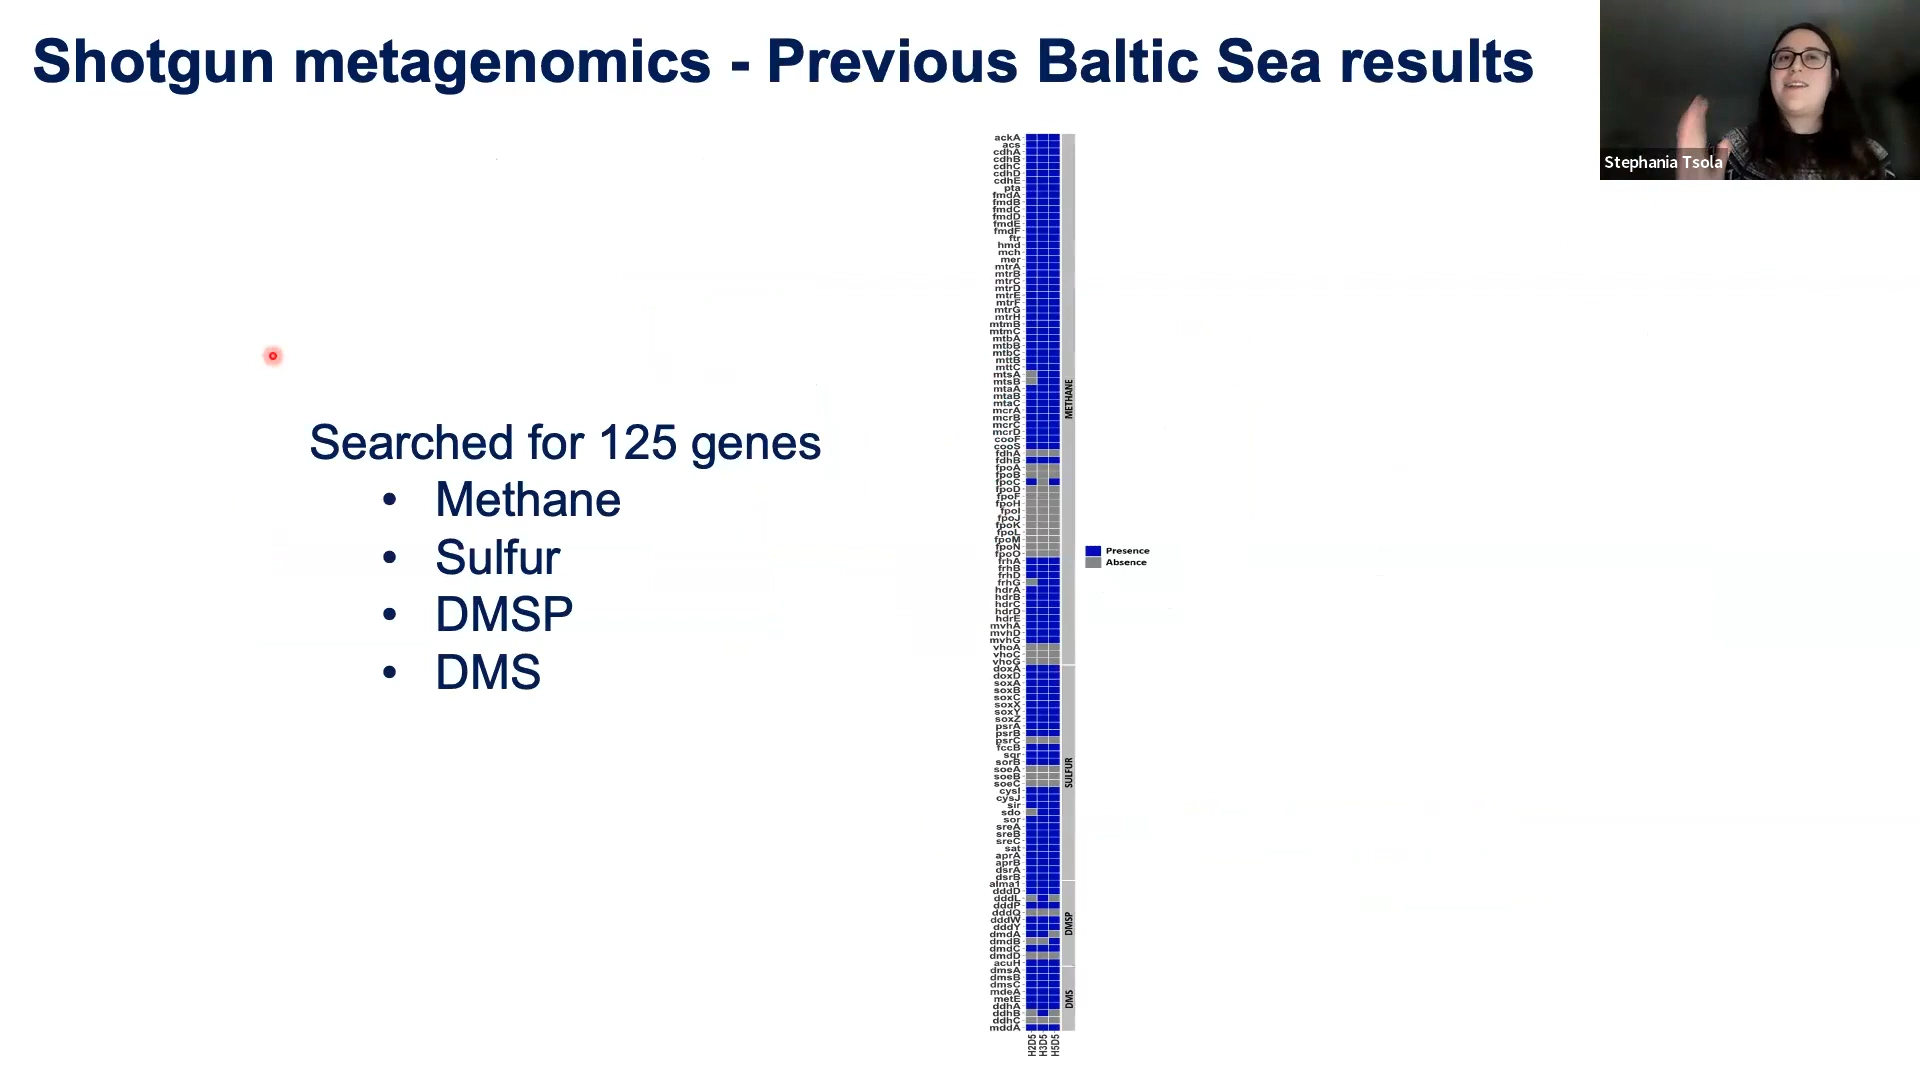 Shotgun metagenomics - Previous Baltic Sea results
Stephania Tsola
Searched for 125 genes
• Methane
• Sulfur
• DMSP
• DMS
ackA
acs
cdhA
cdhB
cdhC
cdhD
cdhE
pta
fmdA
fmdB
fmdC
fmdD
fmdE
fmdF
ftr
hmd
mch
mer
mtrA
mtrB
mtrC
mtrD
mtrE
mtrF
mtrG
mtrH
mtmB
mtmC
mtbA
mtbB
mtbC
mttB
mttC
mtsA
mtsB
mtaA
mtaB
mtaC
mcrA
mcrB
mcrC
mcrD
cooF
cooS
fdhA
fdhB
fpoA
fpoB
fpoC
fpoD
fpoF
fpoH
fpoI
fpoJ
fpoK
fpoL
fpoM
fpoN
fpoO
frhA
frhB
frhD
frhG
hdrA
hdrB
hdrC
hdrD
hdrE
mvhA
mvhD
mvhG
vhoA
vhoC
vhoG
doxA
doxD
soxA
soxB
soxC
soxX
soxY
soxZ
psrA
psrB
psrC
fccB
sqr
sorB
soeA
soeB
soeC
cysI
cysJ
sir
sdo
sor
sreA
sreB
sreC
sat
aprA
aprB
dsrA
dsrB
alma1
dddD
dddL
dddP
dddQ
dddW
dddY
dmdA
dmdB
dmdC
dmdD
acuH
dmsA
dmsB
dmsC
mdeA
metE
ddhA
ddhB
ddhC
mddA
METHANE
SULFUR
DMSP
DMS
Presence
Absence
H2D5
H3D5
H5D5